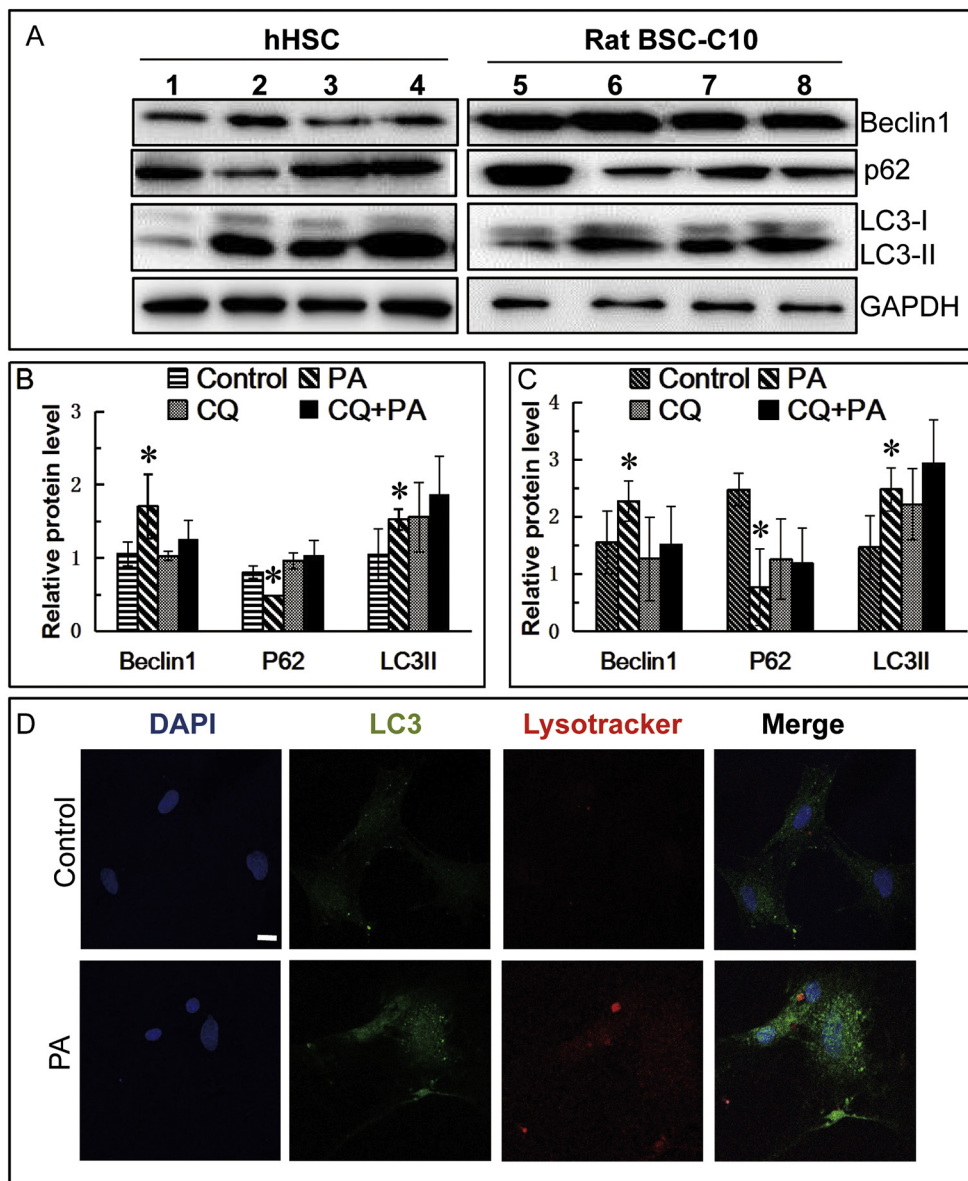 A
hHSC
Rat BSC-C10
1 2 3 4 5 6 7 8
Beclin1
p62
LC3-I
LC3-II
GAPDH
B
Control PA
CQ CQ+PA
Relative protein level
3
2
1
0
Beclin1 P62 LC3II
* * *
C
Control PA
CQ CQ+PA
Relative protein level
4
3
2
1
0
Beclin1 P62 LC3II
* * *
D
DAPI LC3 Lysotracker Merge
Control
PA